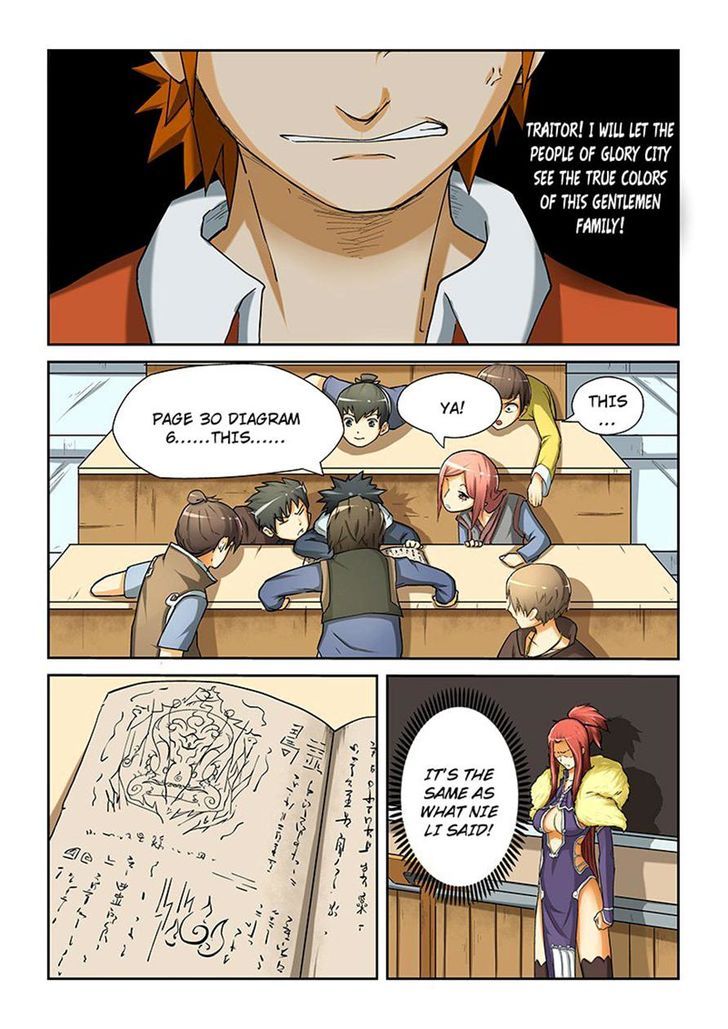 TRAITOR! I WILL LET THE
PEOPLE OF GLORY CITY
SEE THE TRUE COLORS
OF THIS GENTLEMEN
FAMILY!
PAGE 30 DIAGRAM
6......THIS......
YA!
THIS
...
IT'S THE
SAME AS
WHAT NIE
LI SAID!